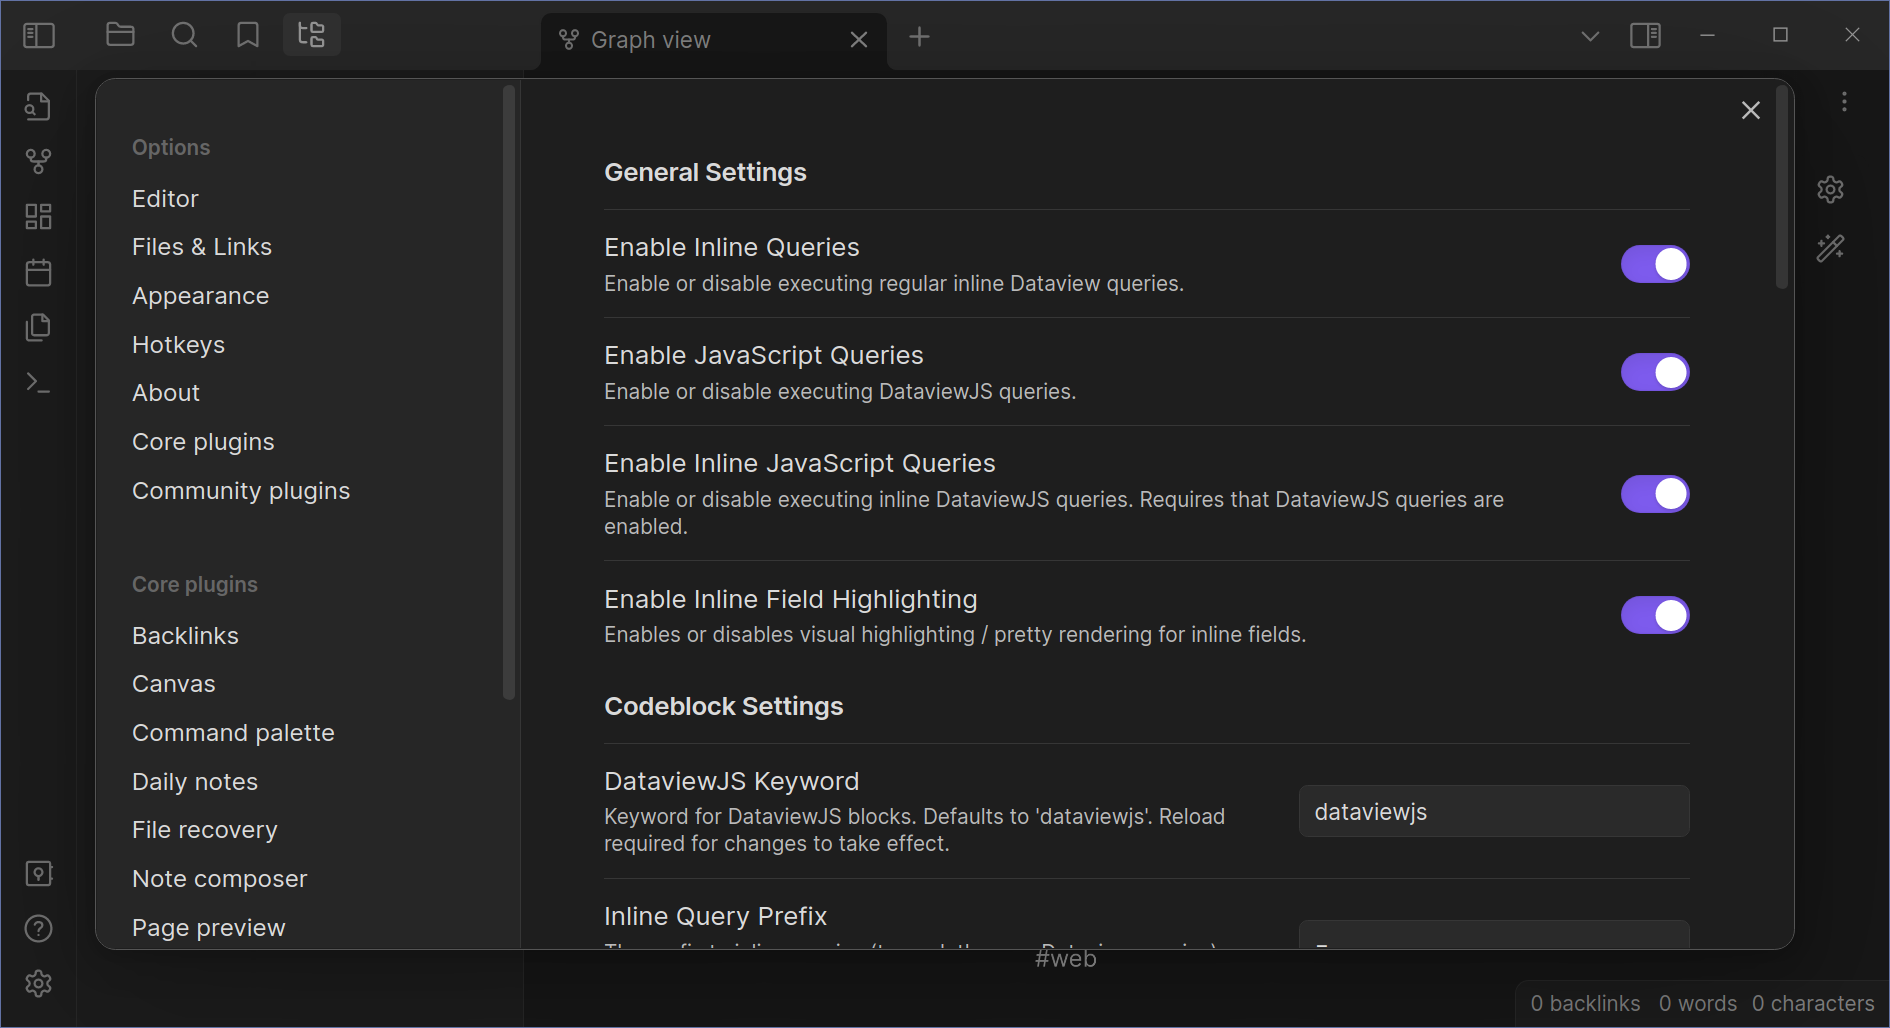 Graph view
Options
Editor
Files & Links
Appearance
Hotkeys
About
Core plugins
Community plugins
Core plugins
Backlinks
Canvas
Command palette
Daily notes
File recovery
Note composer
Page preview
General Settings
Enable Inline Queries
Enable or disable executing regular inline Dataview queries.
Enable JavaScript Queries
Enable or disable executing DataviewJS queries.
Enable Inline JavaScript Queries
Enable or disable executing inline DataviewJS queries. Requires that DataviewJS queries are
enabled.
Enable Inline Field Highlighting
Enables or disables visual highlighting / pretty rendering for inline fields.
Codeblock Settings
DataviewJS Keyword
Keyword for DataviewJS blocks. Defaults to 'dataviewjs'. Reload
required for changes to take effect.
dataviewjs
Inline Query Prefix
#web
0 backlinks 0 words 0 characters